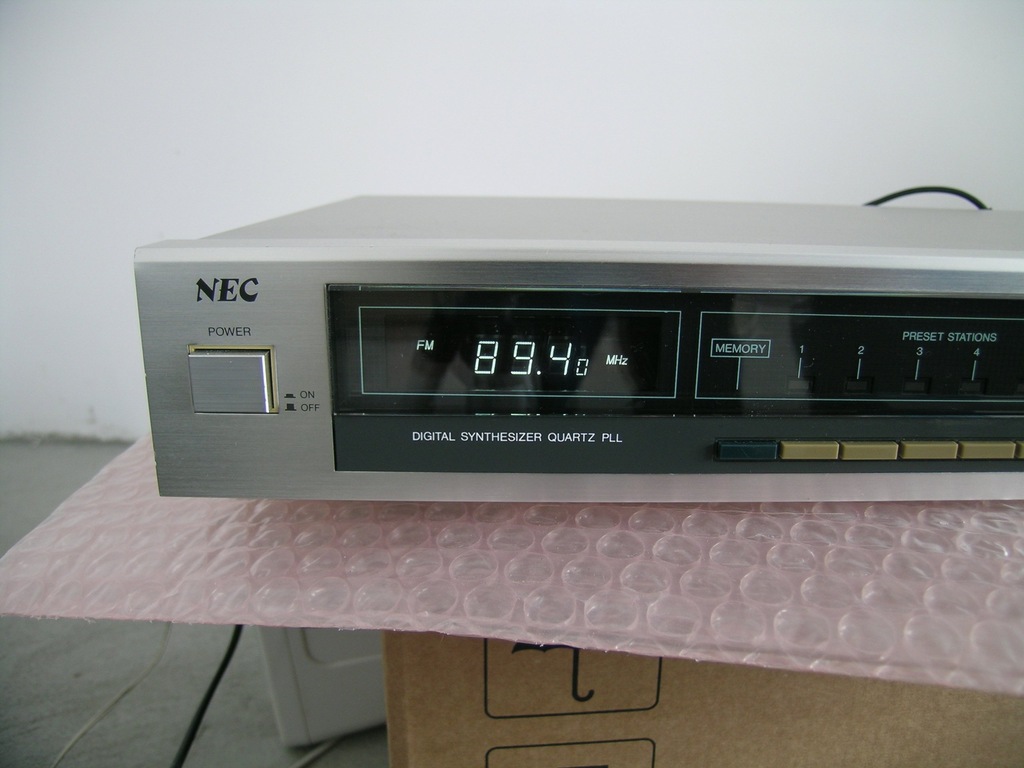 NEC
POWER
ON
OFF
FM 89.40 MHz
DIGITAL SYNTHESIZER QUARTZ PLL
MEMORY
PRESET STATIONS
1 2 3 4